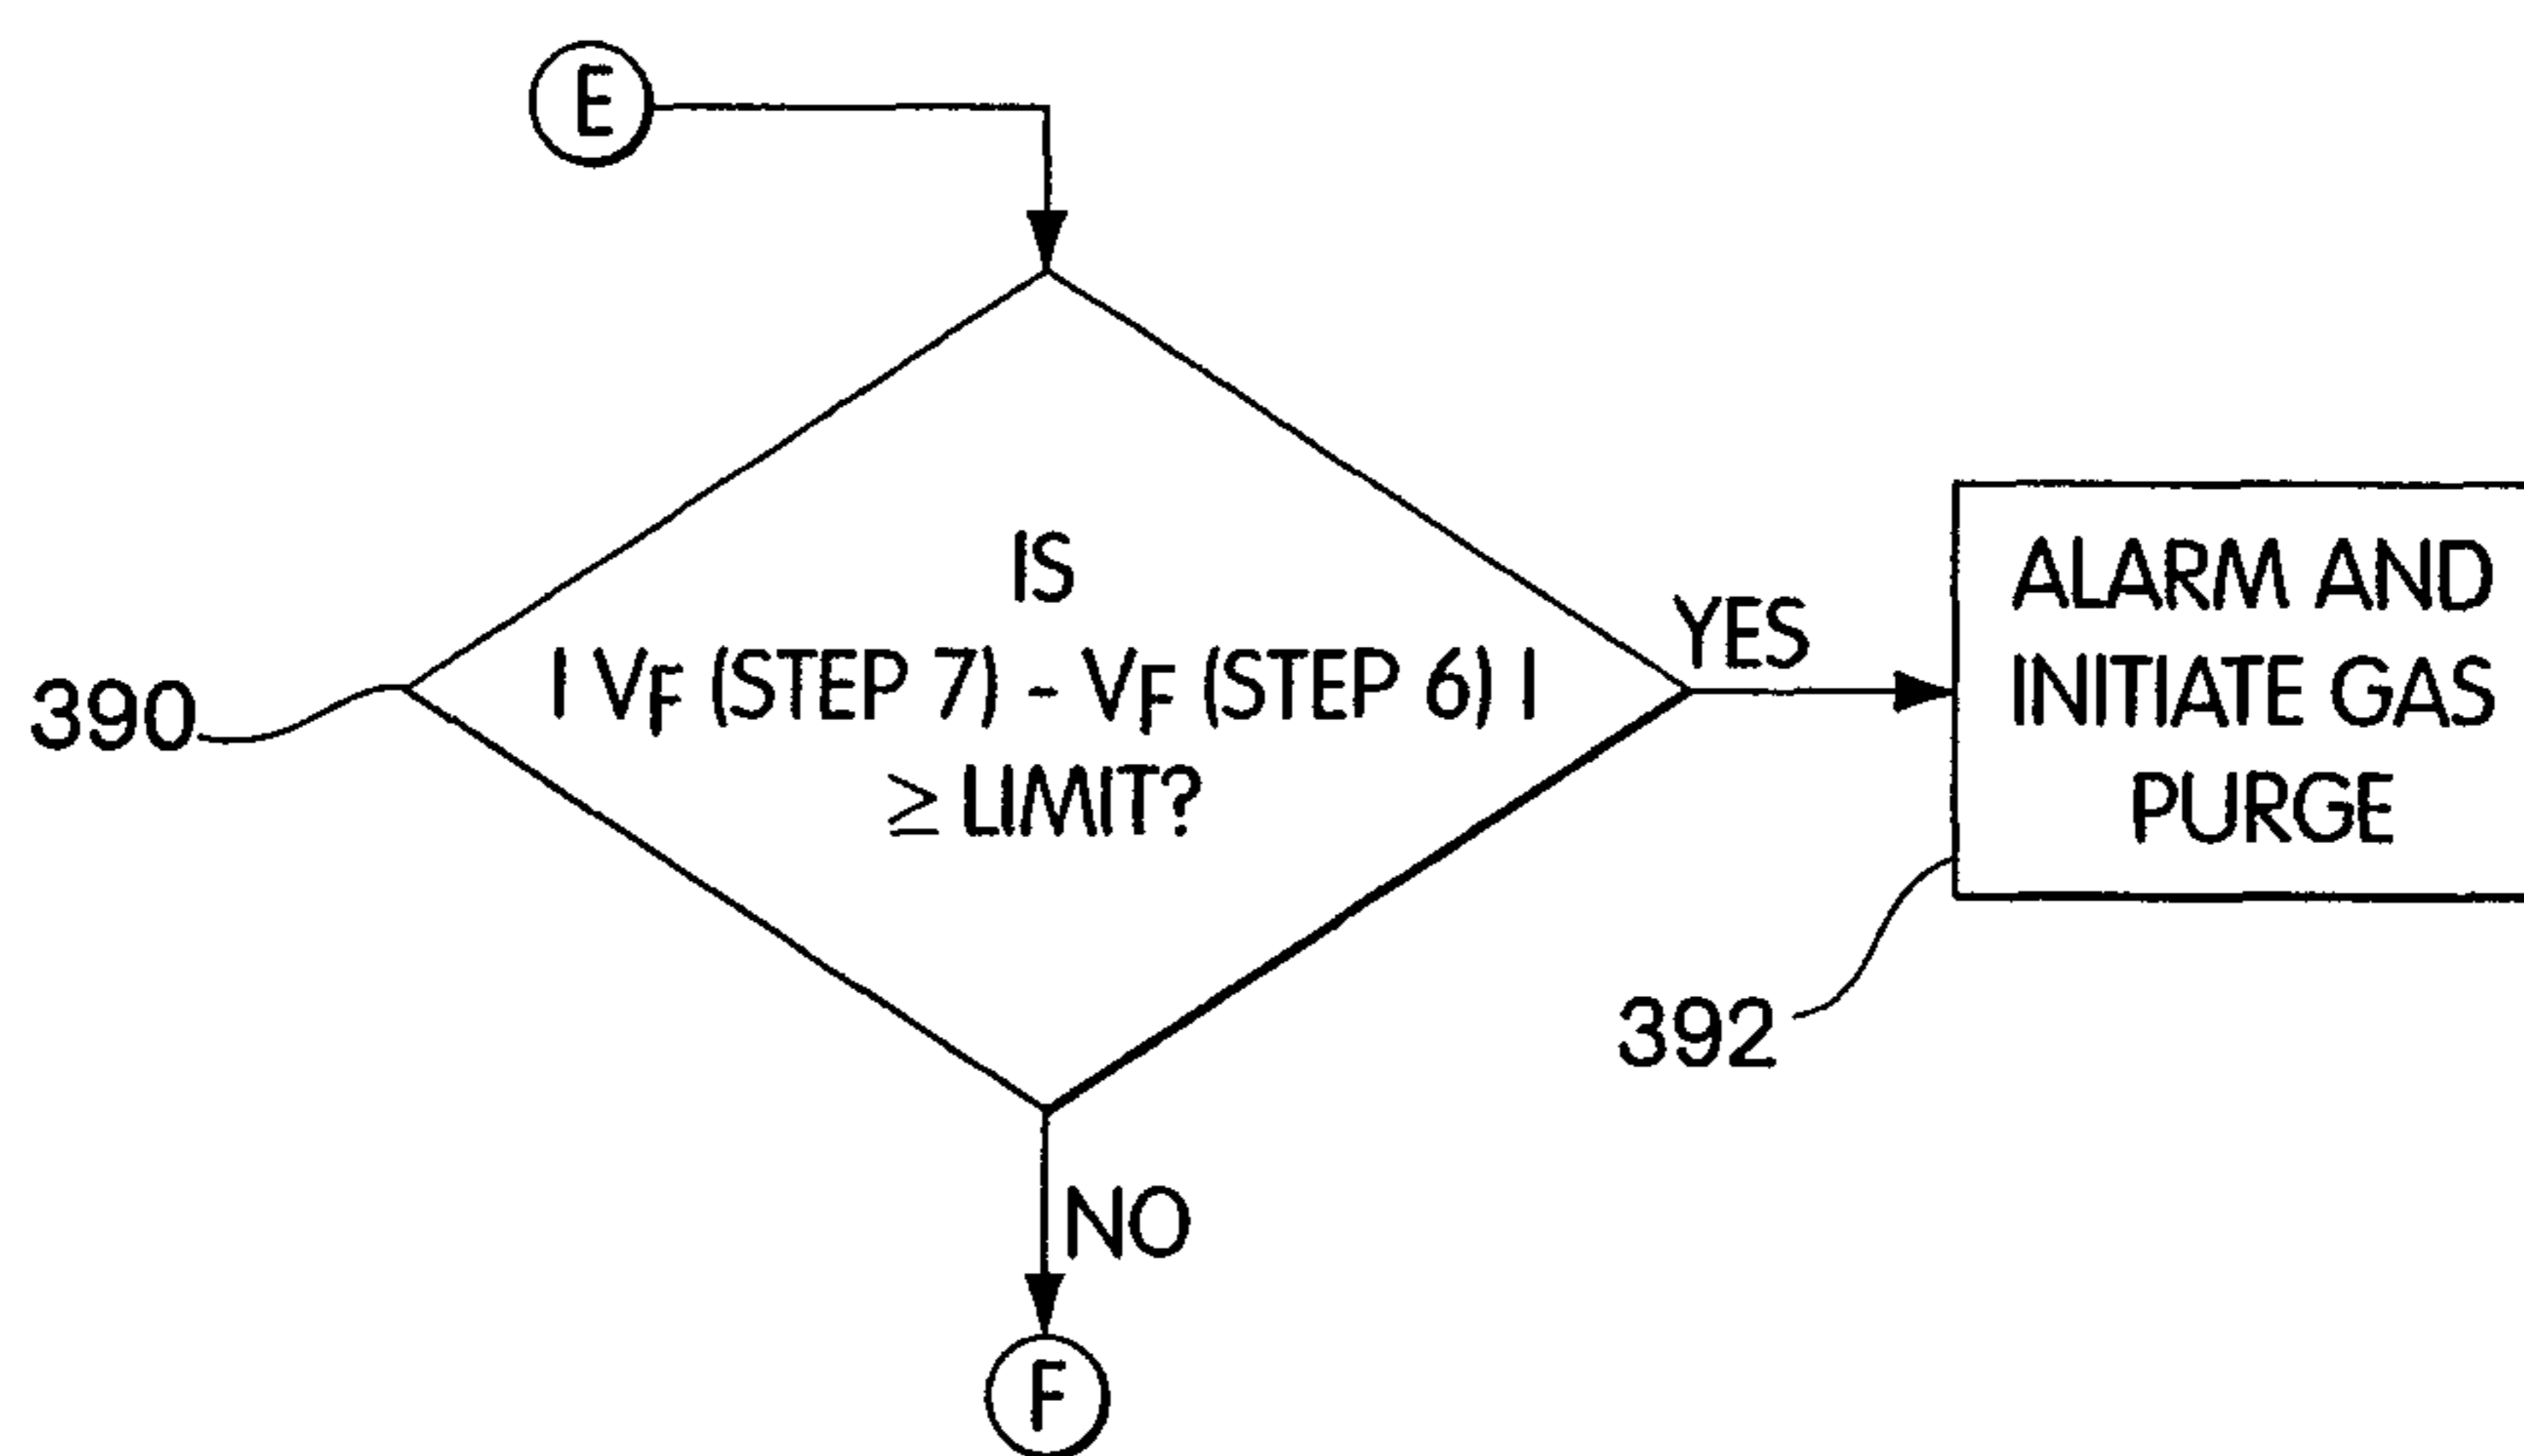 E
IS
| VF (STEP 7) - VF (STEP 6) |
≥ LIMIT?
390
YES
ALARM AND
INITIATE GAS
PURGE
392
NO
F